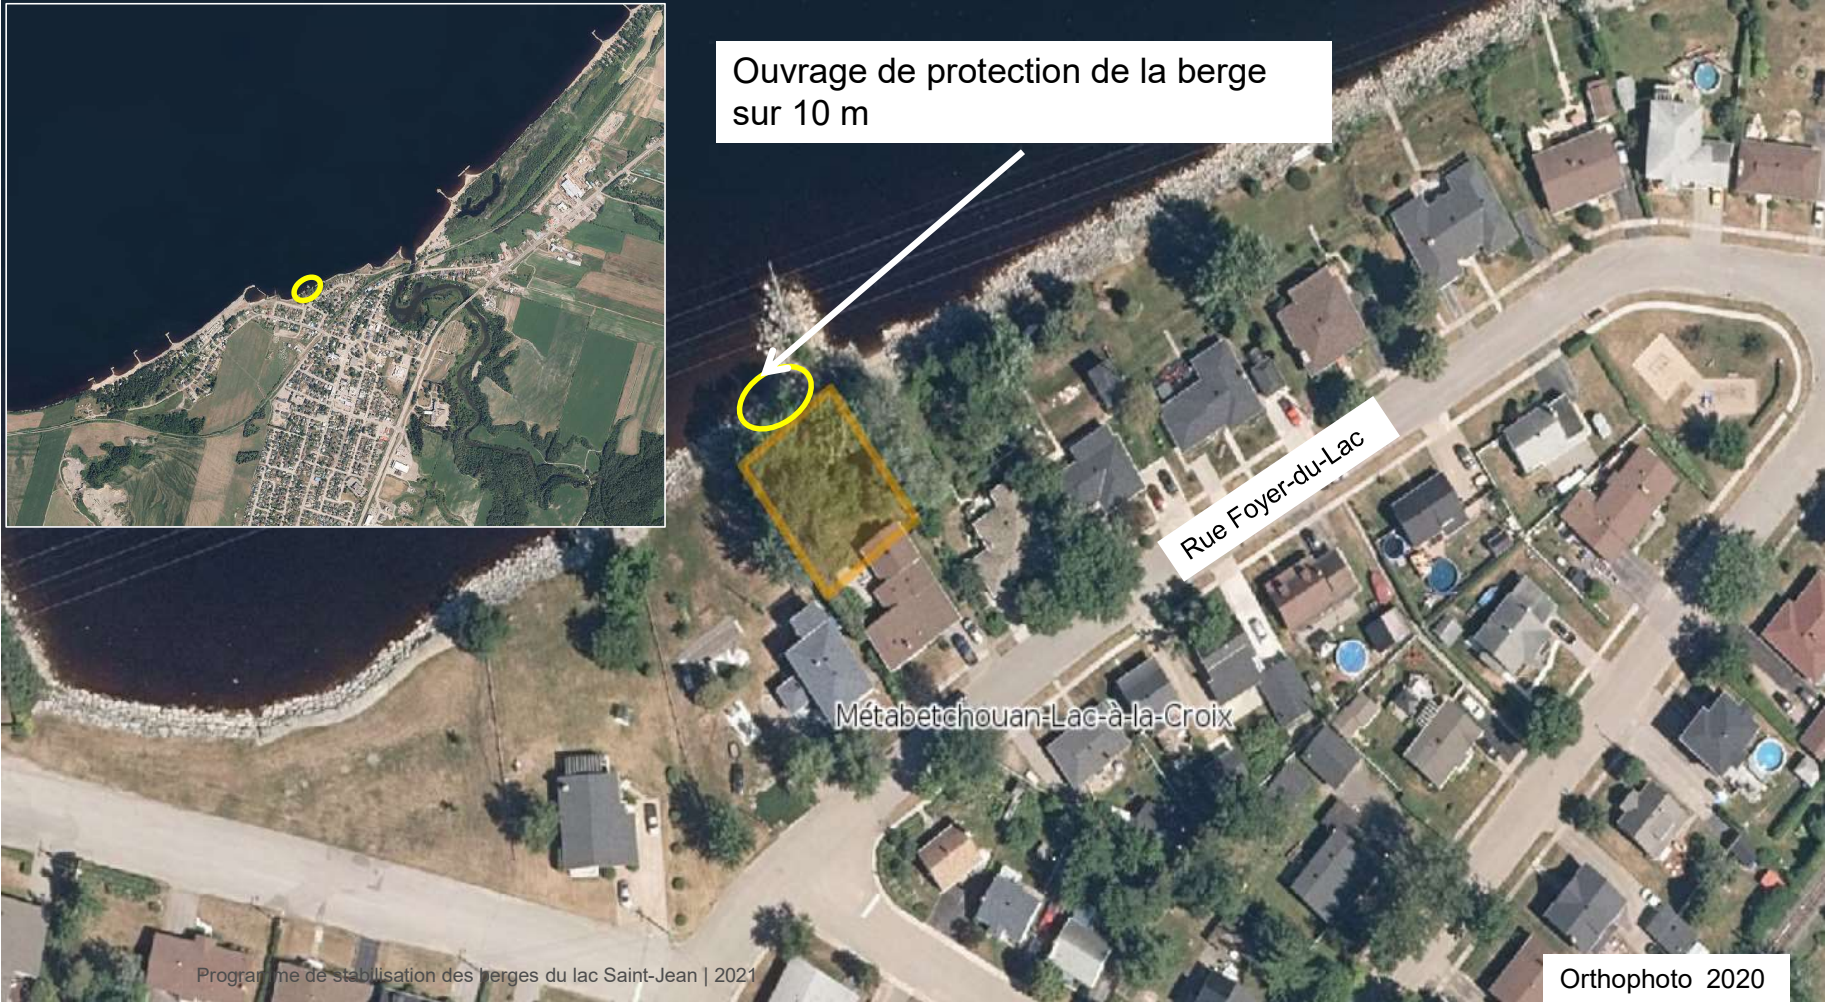 Ouvrage de protection de la berge
sur 10 m
Rue Foyer-du-Lac
Métabetchouan-Lac-à-la-Croix
Programme de stabilisation des berges du lac Saint-Jean | 2021
Orthophoto 2020